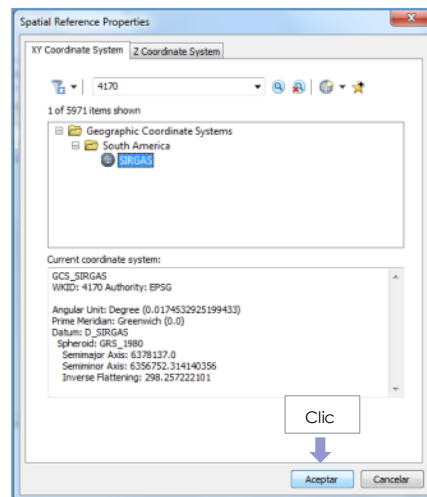 Spatial Reference Properties
XY Coordinate System Z Coordinate System
4170
1 of 5971 items shown
Geographic Coordinate Systems
South America
SIRGAS
Current coordinate system:
GCS_SIRGAS
WKID: 4170 Authority: EPSG
Angular Unit: Degree (0.0174532925199433)
Prime Meridian: Greenwich (0.0)
Datum: D_SIRGAS
Spheroid: GRS_1980
Semimajor Axis: 6378137.0
Semiminor Axis: 6356752.314140356
Inverse Flattening: 298.257222101
Clic
Aceptar Cancelar